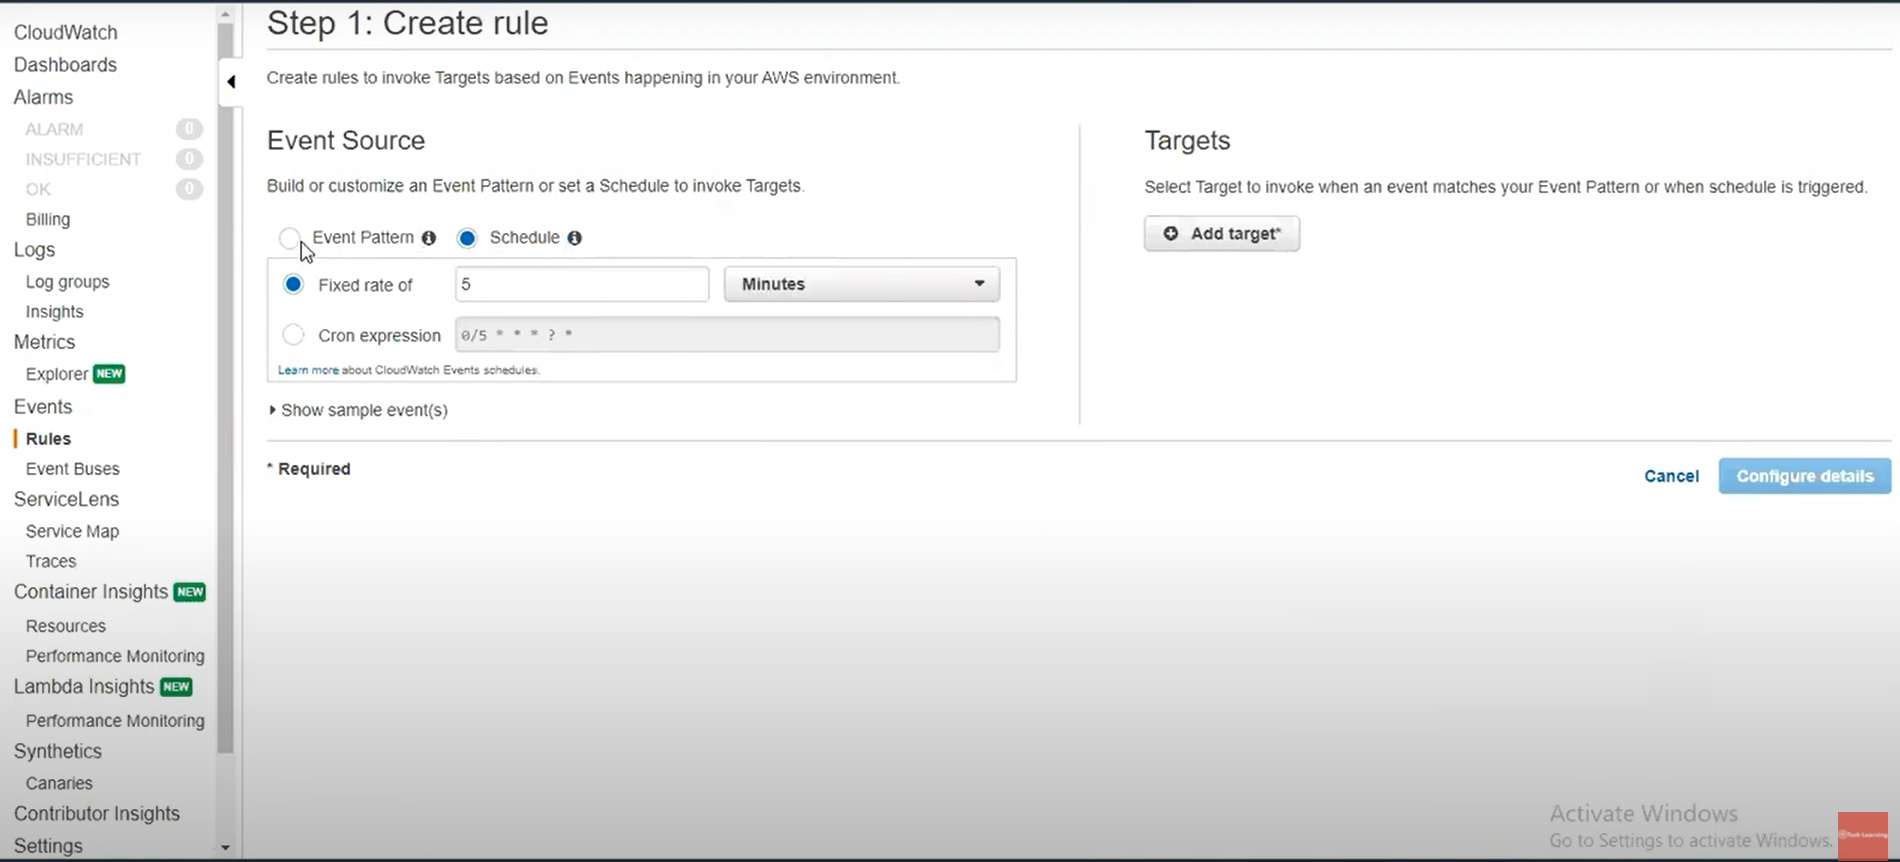 CloudWatch
Dashboards
Alarms
ALARM 0
INSUFFICIENT 0
OK 0
Billing
Logs
Log groups
Insights
Metrics
Explorer NEW
Events
Rules
Event Buses
ServiceLens
Service Map
Traces
Container Insights NEW
Resources
Performance Monitoring
Lambda Insights NEW
Performance Monitoring
Synthetics
Canaries
Contributor Insights
Settings
Step 1: Create rule
Create rules to invoke Targets based on Events happening in your AWS environment.
Event Source
Build or customize an Event Pattern or set a Schedule to invoke Targets.
Event Pattern Schedule
Fixed rate of 5 Minutes
Cron expression 0/5 * * * ? *
Learn more about CloudWatch Events schedules.
Show sample event(s)
* Required
Targets
Select Target to invoke when an event matches your Event Pattern or when schedule is triggered.
Add target*
Cancel Configure details
Activate Windows
Go to Settings to activate Windows.
Tech Learning